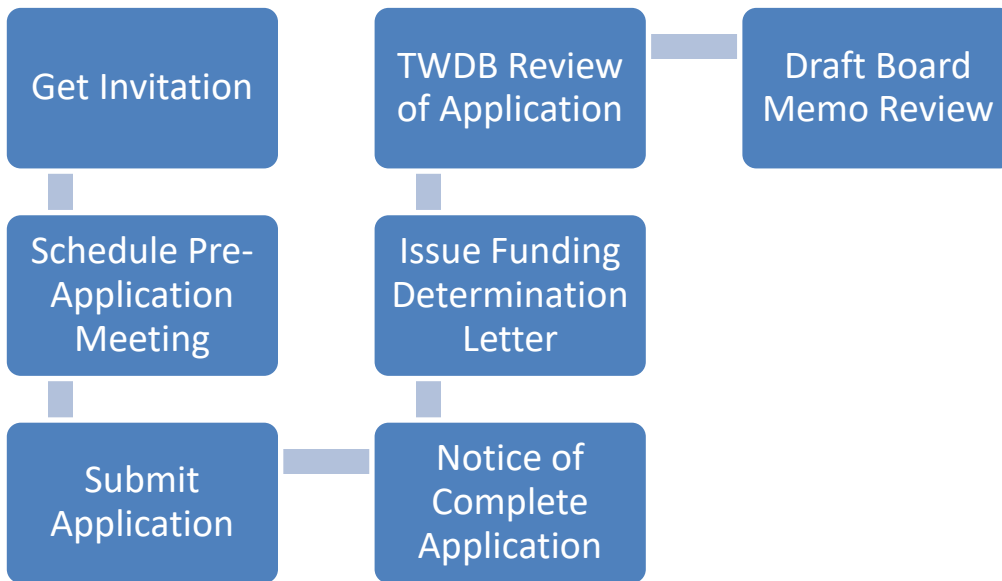 Get Invitation
Schedule Pre-
Application
Meeting
Submit
Application
Notice of
Complete
Application
Issue Funding
Determination
Letter
TWDB Review
of Application
Draft Board
Memo Review